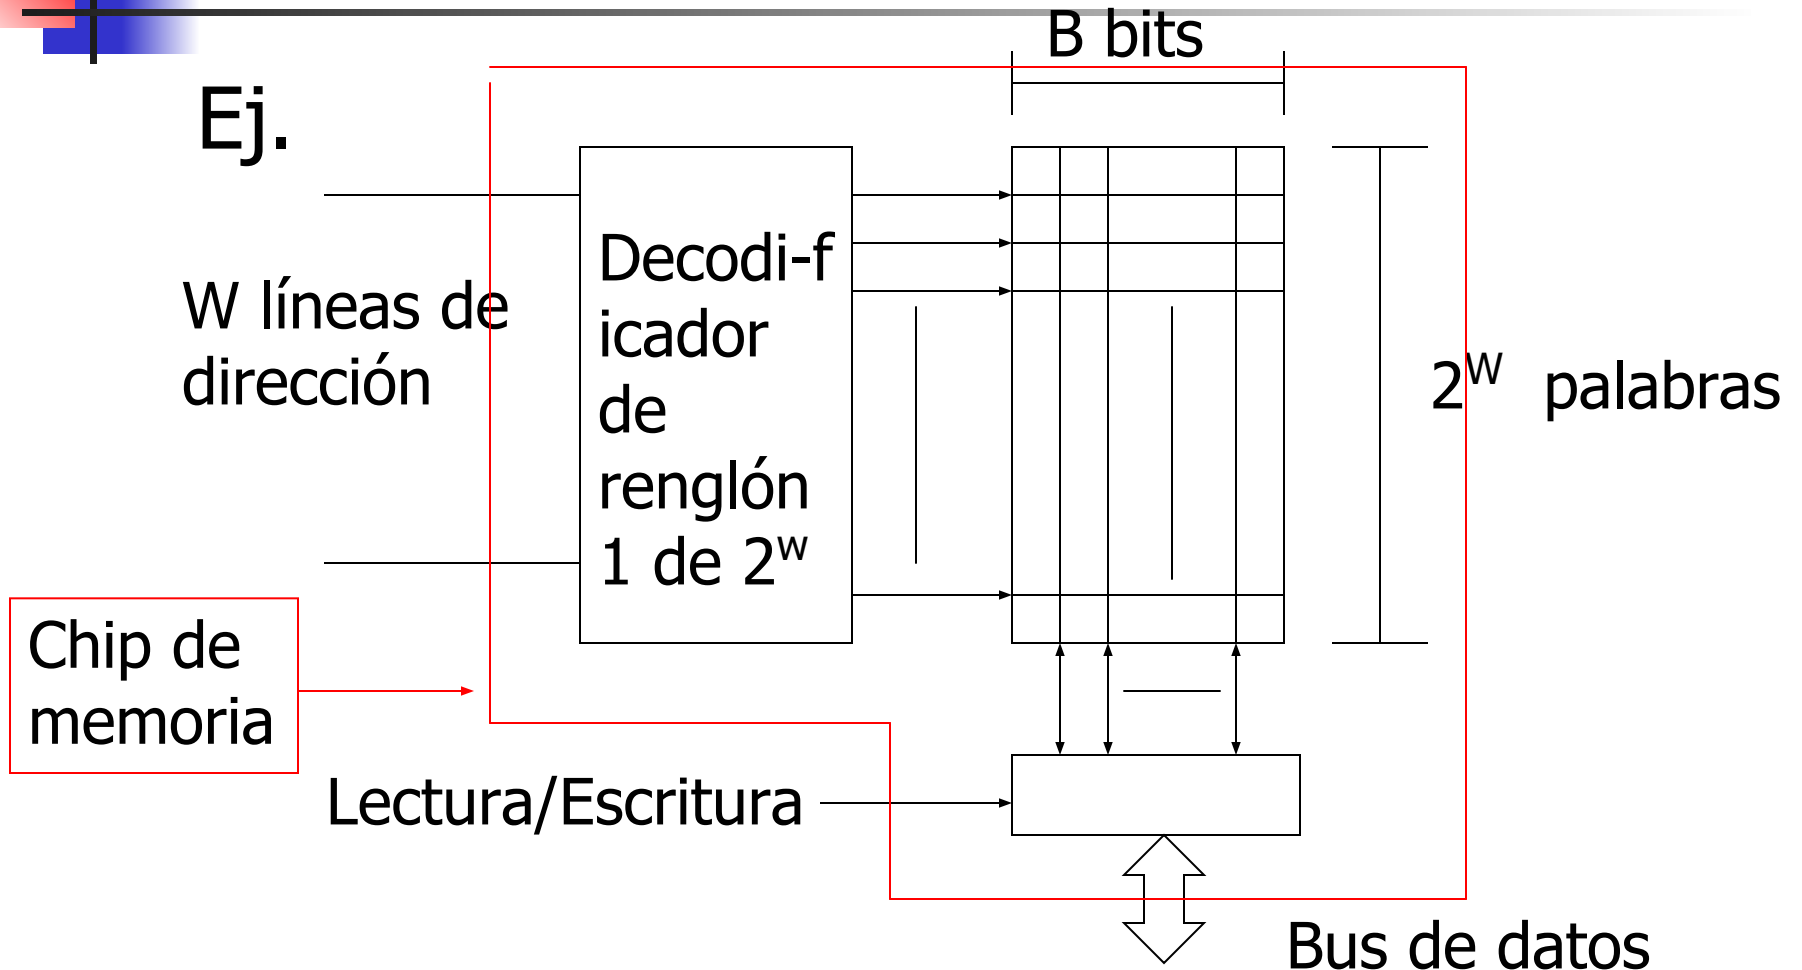 B bits
Ej.
W líneas de
dirección
Decodi-f
icador
de
renglón
1 de 2ᵂ
2ᵂ palabras
Chip de
memoria
Lectura/Escritura
Bus de datos